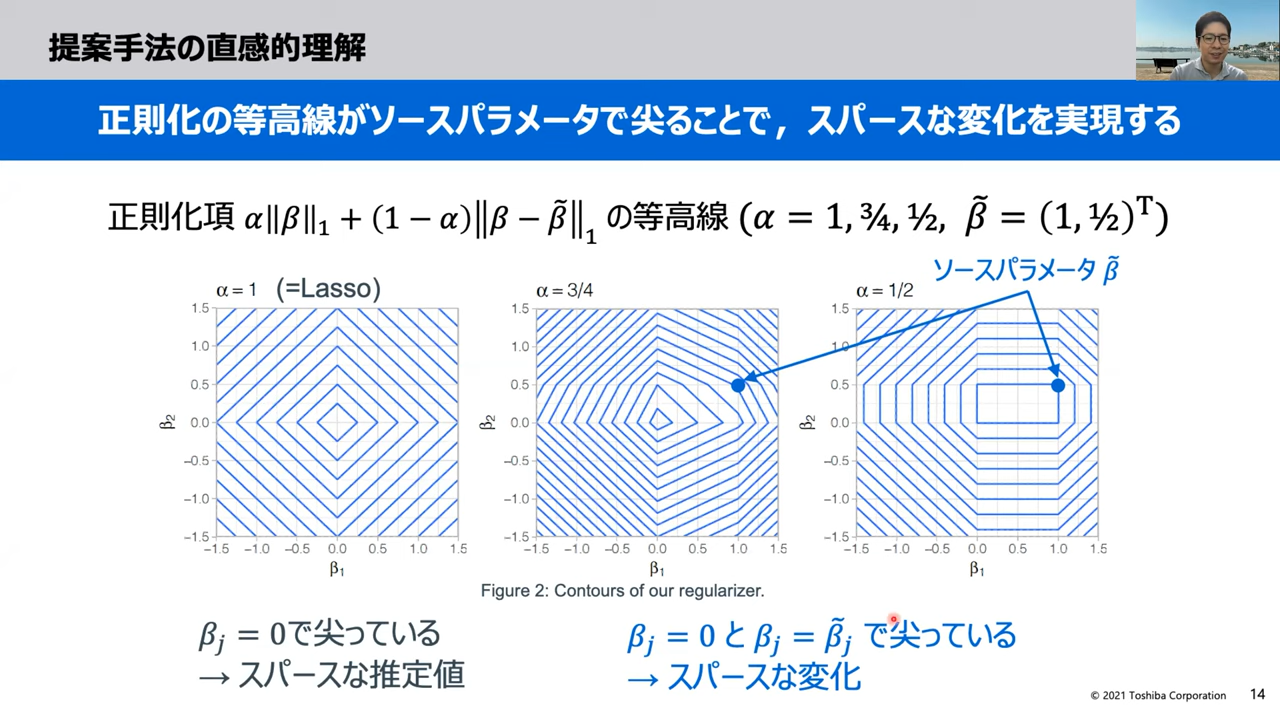 提案手法の直感的理解
正則化の等高線がソースパラメータで尖ることで，スパースな変化を実現する
正則化項 α‖β‖₁ + (1 − α)‖β − β̃‖₁ の等高線 (α = 1, ¾, ½, β̃ = (1, ½)ᵀ)
ソースパラメータ β̃
α = 1 (=Lasso)
1.5
1.0
0.5
0.0
−0.5
−1.0
−1.5
β₂
−1.5 −1.0 −0.5 0.0 0.5 1.0 1.5
β₁
α = 3/4
1.5
1.0
0.5
0.0
−0.5
−1.0
−1.5
β₂
−1.5 −1.0 −0.5 0.0 0.5 1.0 1.5
β₁
α = 1/2
1.5
1.0
0.5
0.0
−0.5
−1.0
−1.5
β₂
−1.5 −1.0 −0.5 0.0 0.5 1.0 1.5
β₁
Figure 2: Contours of our regularizer.
βⱼ = 0で尖っている
→ スパースな推定値
βⱼ = 0 と βⱼ = β̃ⱼ で尖っている
→ スパースな変化
© 2021 Toshiba Corporation 14